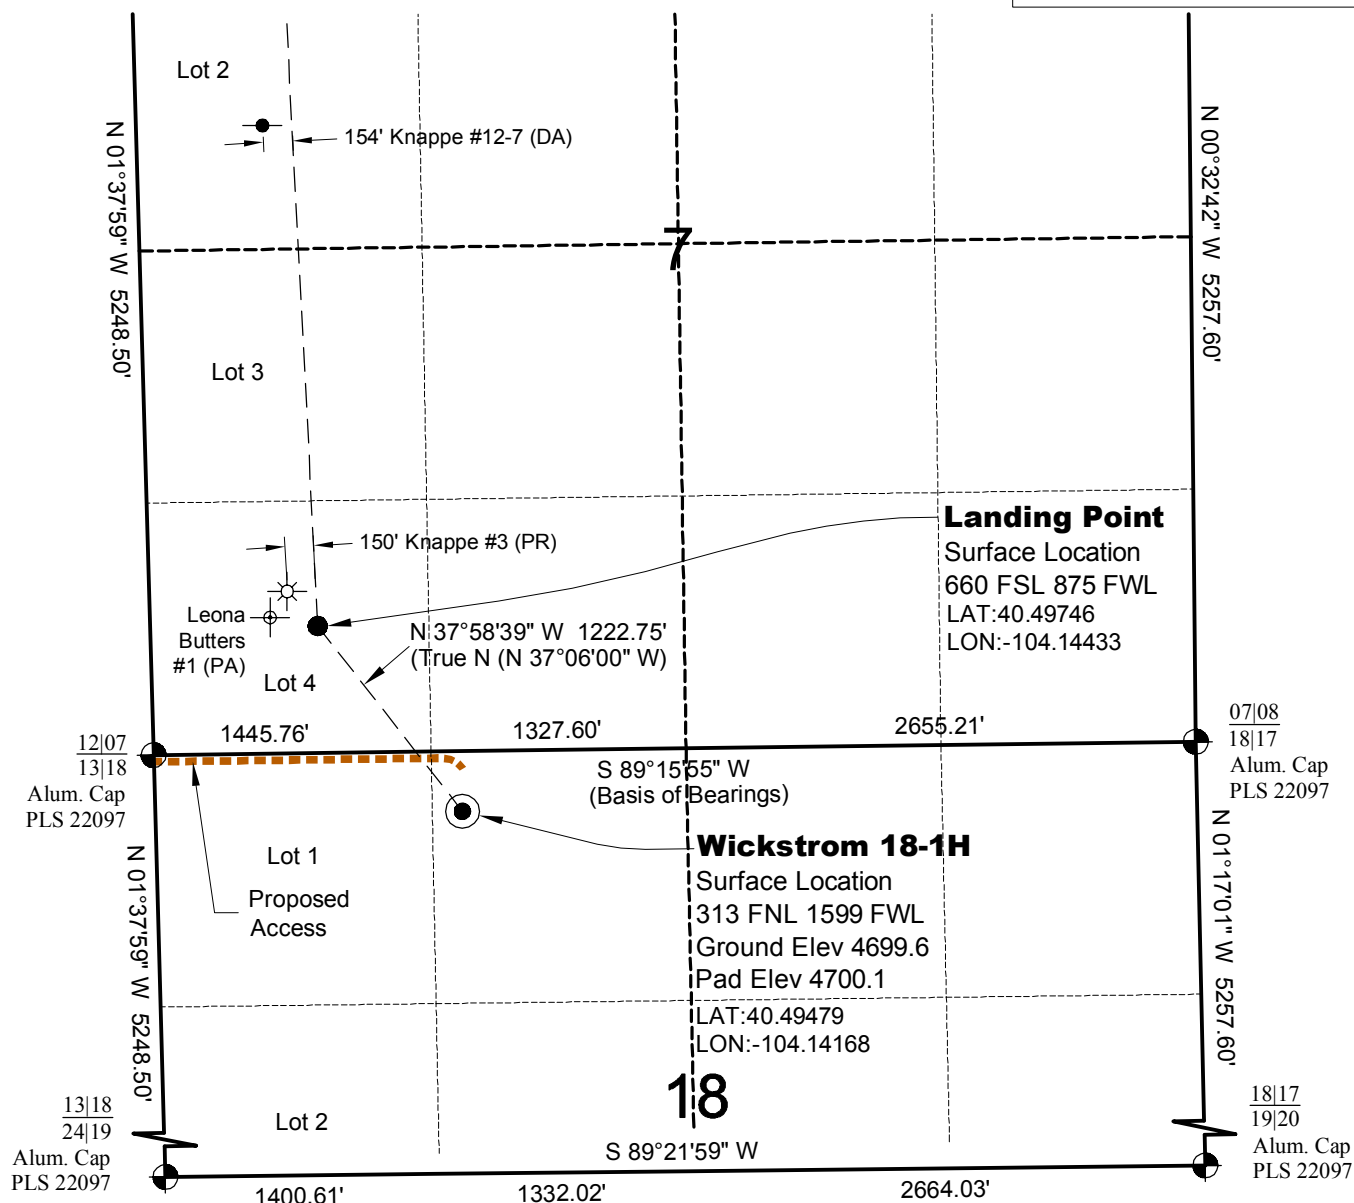 Lot 2
154' Knappe #12-7 (DA)
N 01°37'59" W 5248.50'
N 00°32'42" W 5257.60'
7
Lot 3
Landing Point
Surface Location
660 FSL 875 FWL
LAT:40.49746
LON:-104.14433
150' Knappe #3 (PR)
Leona
Butters
#1 (PA)
N 37°58'39" W 1222.75'
(True N (N 37°06'00" W)
Lot 4
1445.76'
1327.60'
2655.21'
12|07
13|18
Alum. Cap
PLS 22097
07|08
18|17
Alum. Cap
PLS 22097
S 89°15'55" W
(Basis of Bearings)
Wickstrom 18-1H
Surface Location
313 FNL 1599 FWL
Ground Elev 4699.6
Pad Elev 4700.1
LAT:40.49479
LON:-104.14168
Lot 1
Proposed
Access
N 01°37'59" W 5248.50'
N 01°17'01" W 5257.60'
18
Lot 2
13|18
24|19
Alum. Cap
PLS 22097
18|17
19|20
Alum. Cap
PLS 22097
S 89°21'59" W
1400.61'
1332.02'
2664.03'